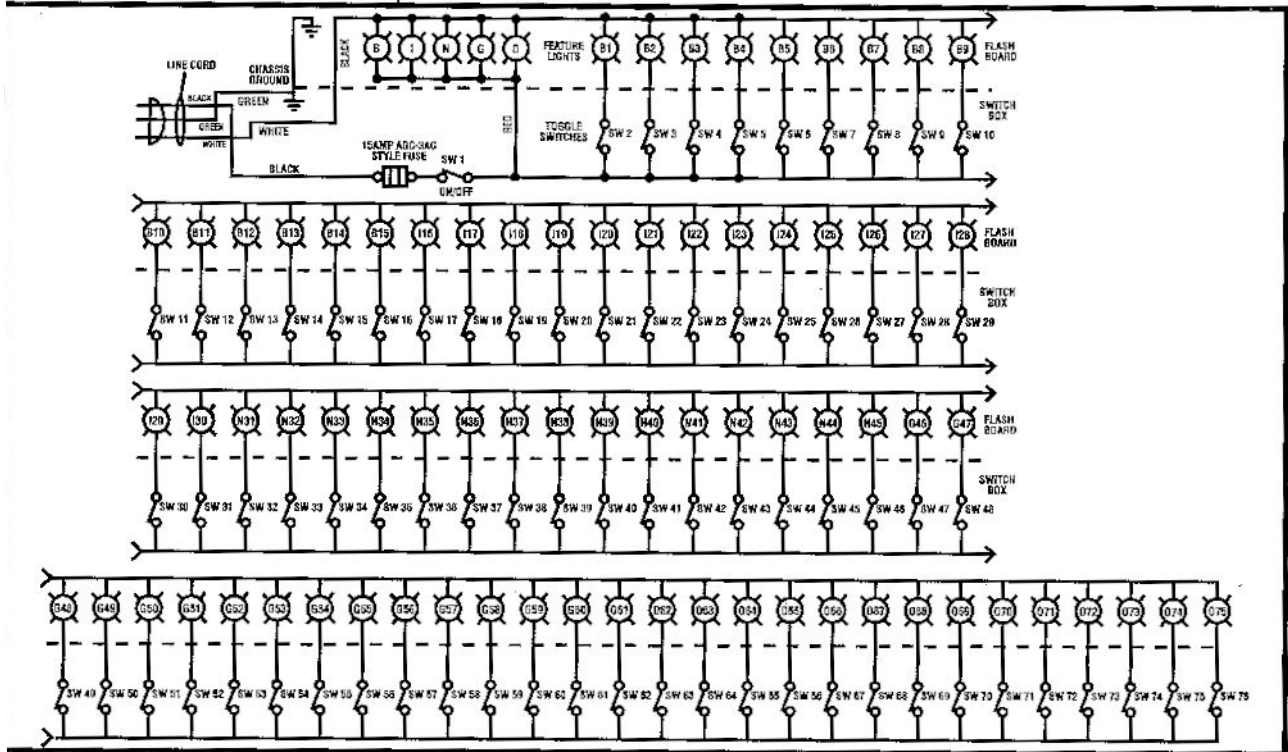 BLACK
B I N G O
FEATURE LIGHTS
B1 B2 B3 B4 B5 B6 B7 B8 B9
FLASH BOARD
LINE CORD
CHASSIS GROUND
BLACK
GREEN
GREEN
WHITE
WHITE
RED
TOGGLE SWITCHES
SW 2 SW 3 SW 4 SW 5 SW 6 SW 7 SW 8 SW 9 SW 10
SWITCH BOX
BLACK
15AMP
STYLE FUSE
SW 1
ON/OFF
B10 B11 B12 B13 B14 B15 I16 I17 I18 I19 I20 I21 I22 I23 I24 I25 I26 I27 I28
FLASH BOARD
SWITCH BOX
SW 11 SW 12 SW 13 SW 14 SW 15 SW 16 SW 17 SW 18 SW 19 SW 20 SW 21 SW 22 SW 23 SW 24 SW 25 SW 26 SW 27 SW 28 SW 29
I29 I30 N31 N32 N33 N34 N35 N36 N37 N38 N39 N40 N41 N42 N43 N44 N45 G46 G47
FLASH BOARD
SWITCH BOX
SW 30 SW 31 SW 32 SW 33 SW 34 SW 35 SW 36 SW 37 SW 38 SW 39 SW 40 SW 41 SW 42 SW 43 SW 44 SW 45 SW 46 SW 47 SW 48
G48 G49 G50 G51 G52 G53 G54 G55 G56 G57 G58 G59 G60 O61 O62 O63 O64 O65 O66 O67 O68 O69 O70 O71 O72 O73 O74 O75
SW 49 SW 50 SW 51 SW 52 SW 53 SW 54 SW 55 SW 56 SW 57 SW 58 SW 59 SW 60 SW 61 SW 62 SW 63 SW 64 SW 65 SW 66 SW 67 SW 68 SW 69 SW 70 SW 71 SW 72 SW 73 SW 74 SW 75 SW 76